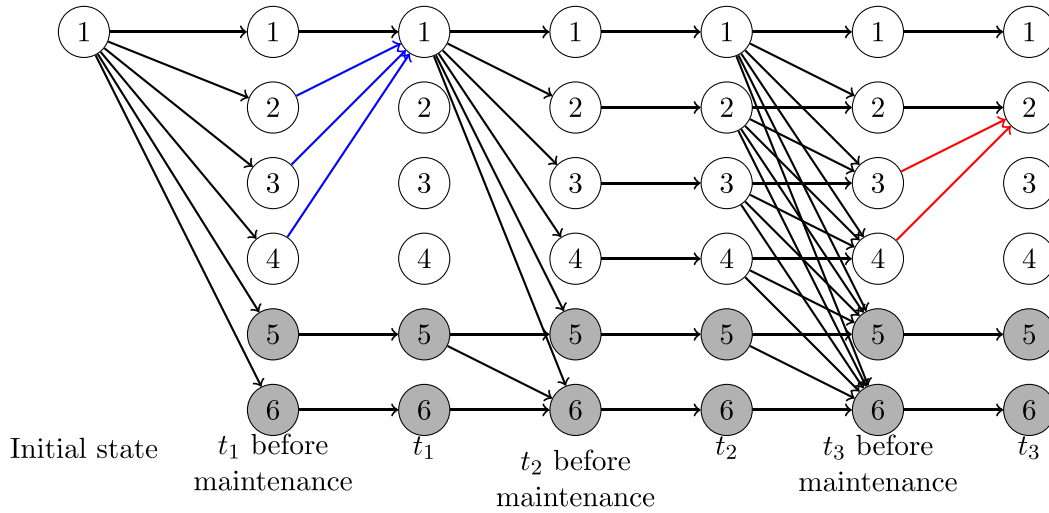 1 1 1 1 1 1 1
2 2 2 2 2 2
3 3 3 3 3 3
4 4 4 4 4 4
5 5 5 5 5 5
6 6 6 6 6 6
Initial state
t₁ before
maintenance
t₁
t₂ before
maintenance
t₂
t₃ before
maintenance
t₃